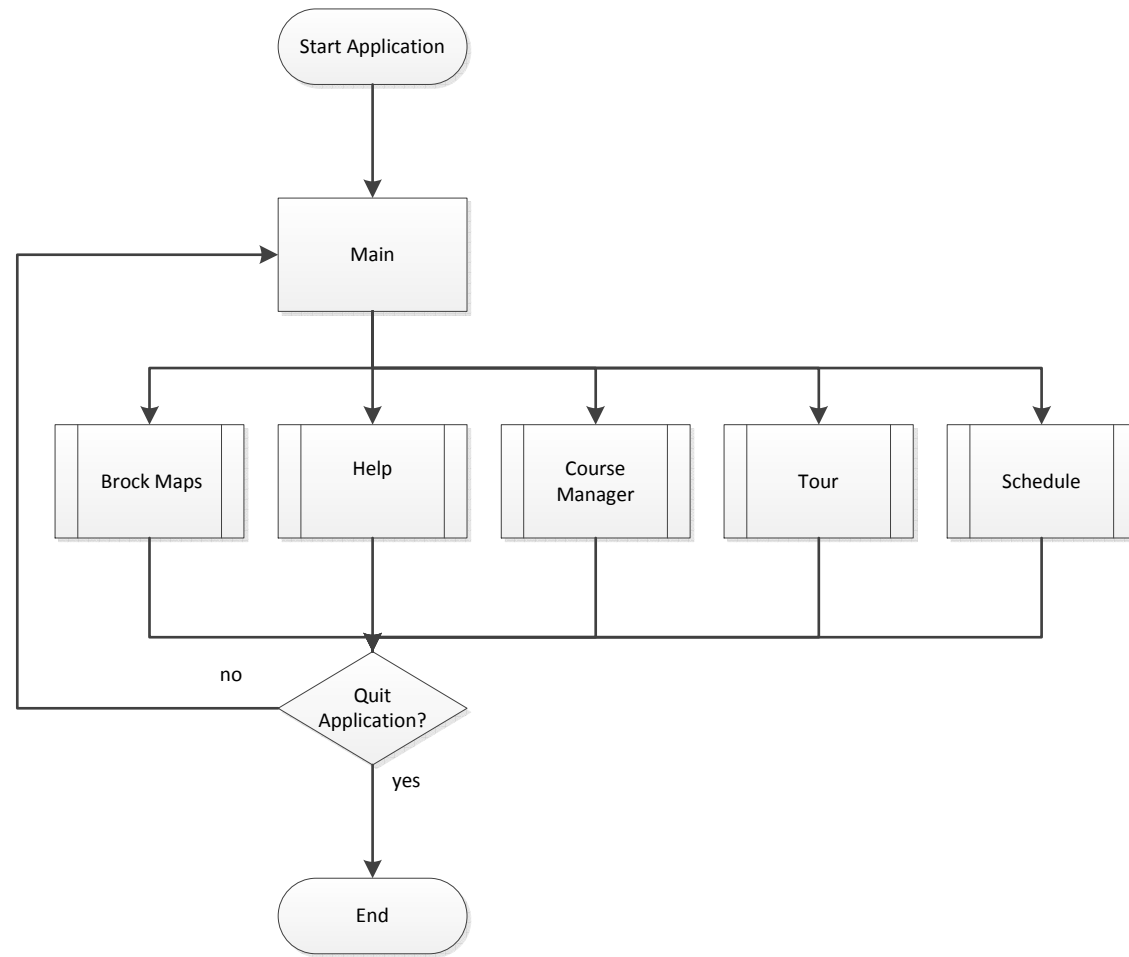 Start Application
Main
Brock Maps
Help
Course
Manager
Tour
Schedule
no
Quit
Application?
yes
End